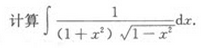 计算∫ 1/((1+x²)√(1-x²)) dx.